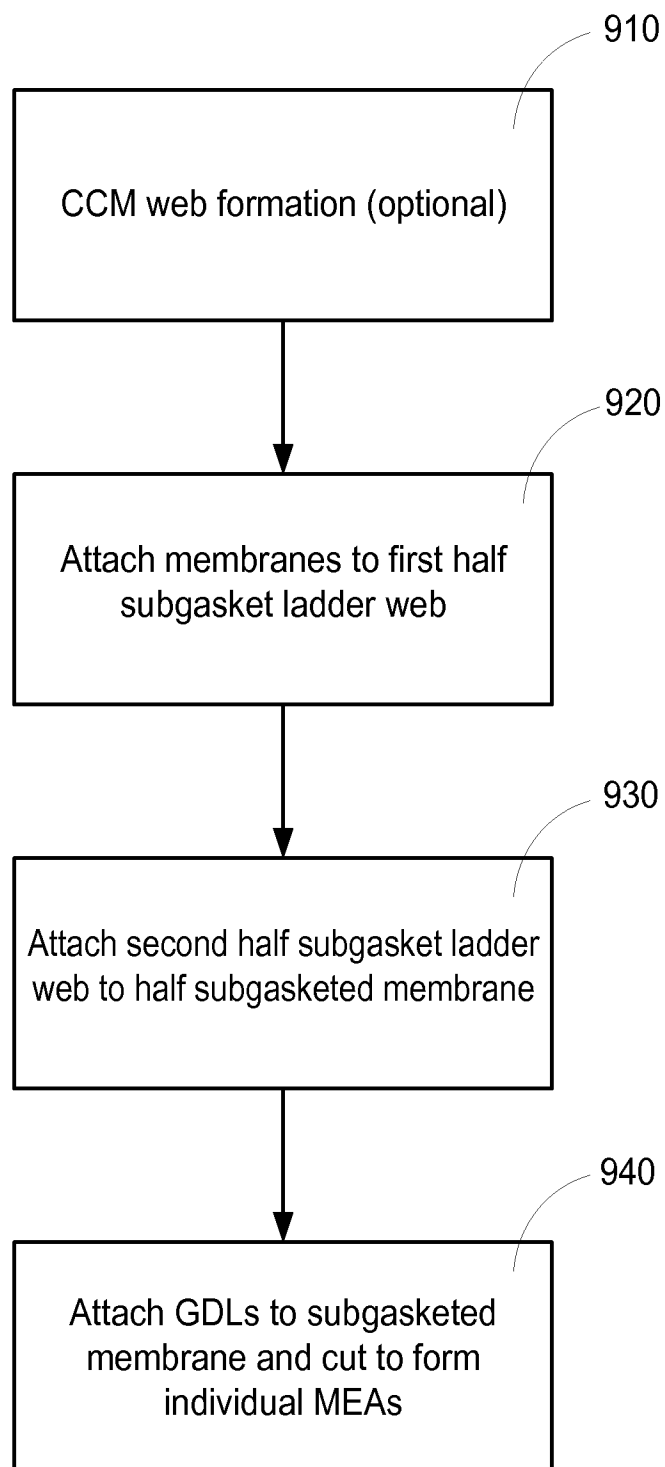 910
CCM web formation (optional)
920
Attach membranes to first half
subgasket ladder web
930
Attach second half subgasket ladder
web to half subgasketed membrane
940
Attach GDLs to subgasketed
membrane and cut to form
individual MEAs